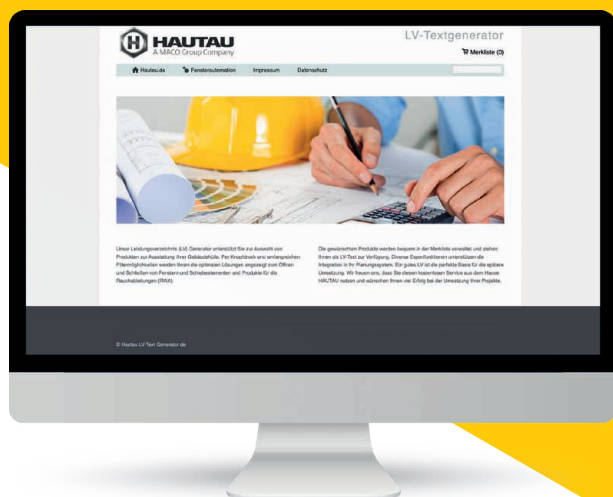 HAUTAU
A MACO Group Company
LV-Textgenerator
Merkliste (0)
Hautau.de Fensterautomation Impressum Datenschutz
Unser Leistungsverzeichnis (LV) Generator unterstützt Sie zur Auswahl von
Produkten zur Ausstattung Ihrer Gebäudehülle. Per Knopfdruck und umfangreichen
Filtermöglichkeiten werden Ihnen die optimalen Lösungen angezeigt zum Öffnen
und Schließen von Fenstern und Schiebeelementen und Produkte für die
Rauchableitungen (RWA).
Die gewünschten Produkte werden bequem in der Merkliste verwaltet und stehen
Ihnen als LV-Text zur Verfügung. Diverse Exportfunktionen unterstützen die
Integration in Ihr Planungssystem. Ein gutes LV ist die perfekte Basis für die spätere
Umsetzung. Wir freuen uns, dass Sie diesen kostenlosen Service aus dem Hause
HAUTAU nutzen und wünschen Ihnen viel Erfolg bei der Umsetzung Ihrer Projekte.
© Hautau LV Text Generator.de